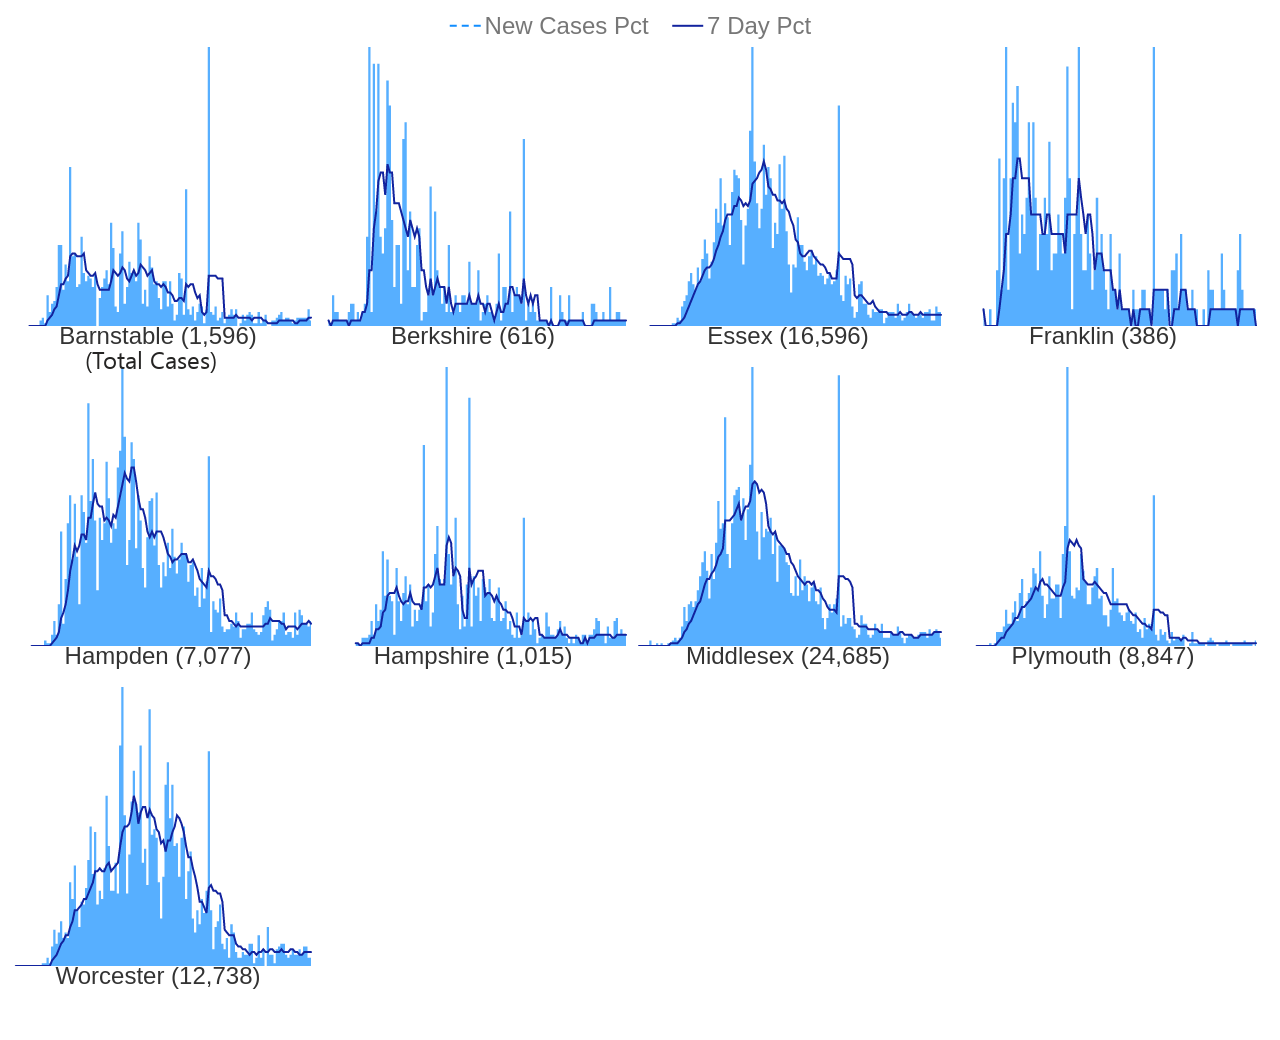 New Cases Pct 7 Day Pct
Barnstable (1,596) Berkshire (616) Essex (16,596) Franklin (386)
(Total Cases)
Hampden (7,077) Hampshire (1,015) Middlesex (24,685) Plymouth (8,847)
Worcester (12,738)